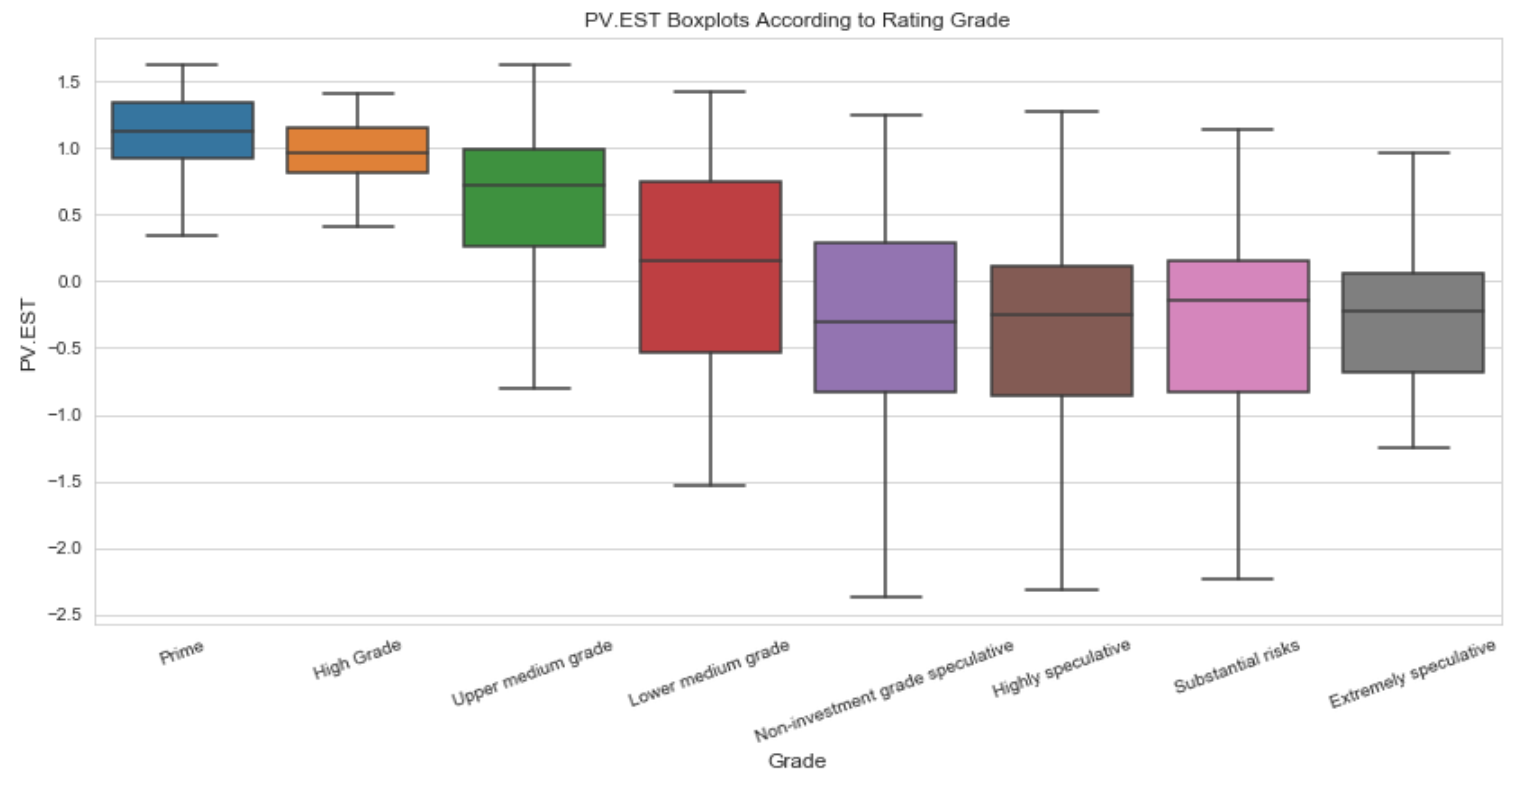 PV.EST Boxplots According to Rating Grade
1.5
1.0
0.5
0.0
−0.5
−1.0
−1.5
−2.0
−2.5
PV.EST
Prime
High Grade
Upper medium grade
Lower medium grade
Non-investment grade speculative
Highly speculative
Substantial risks
Extremely speculative
Grade